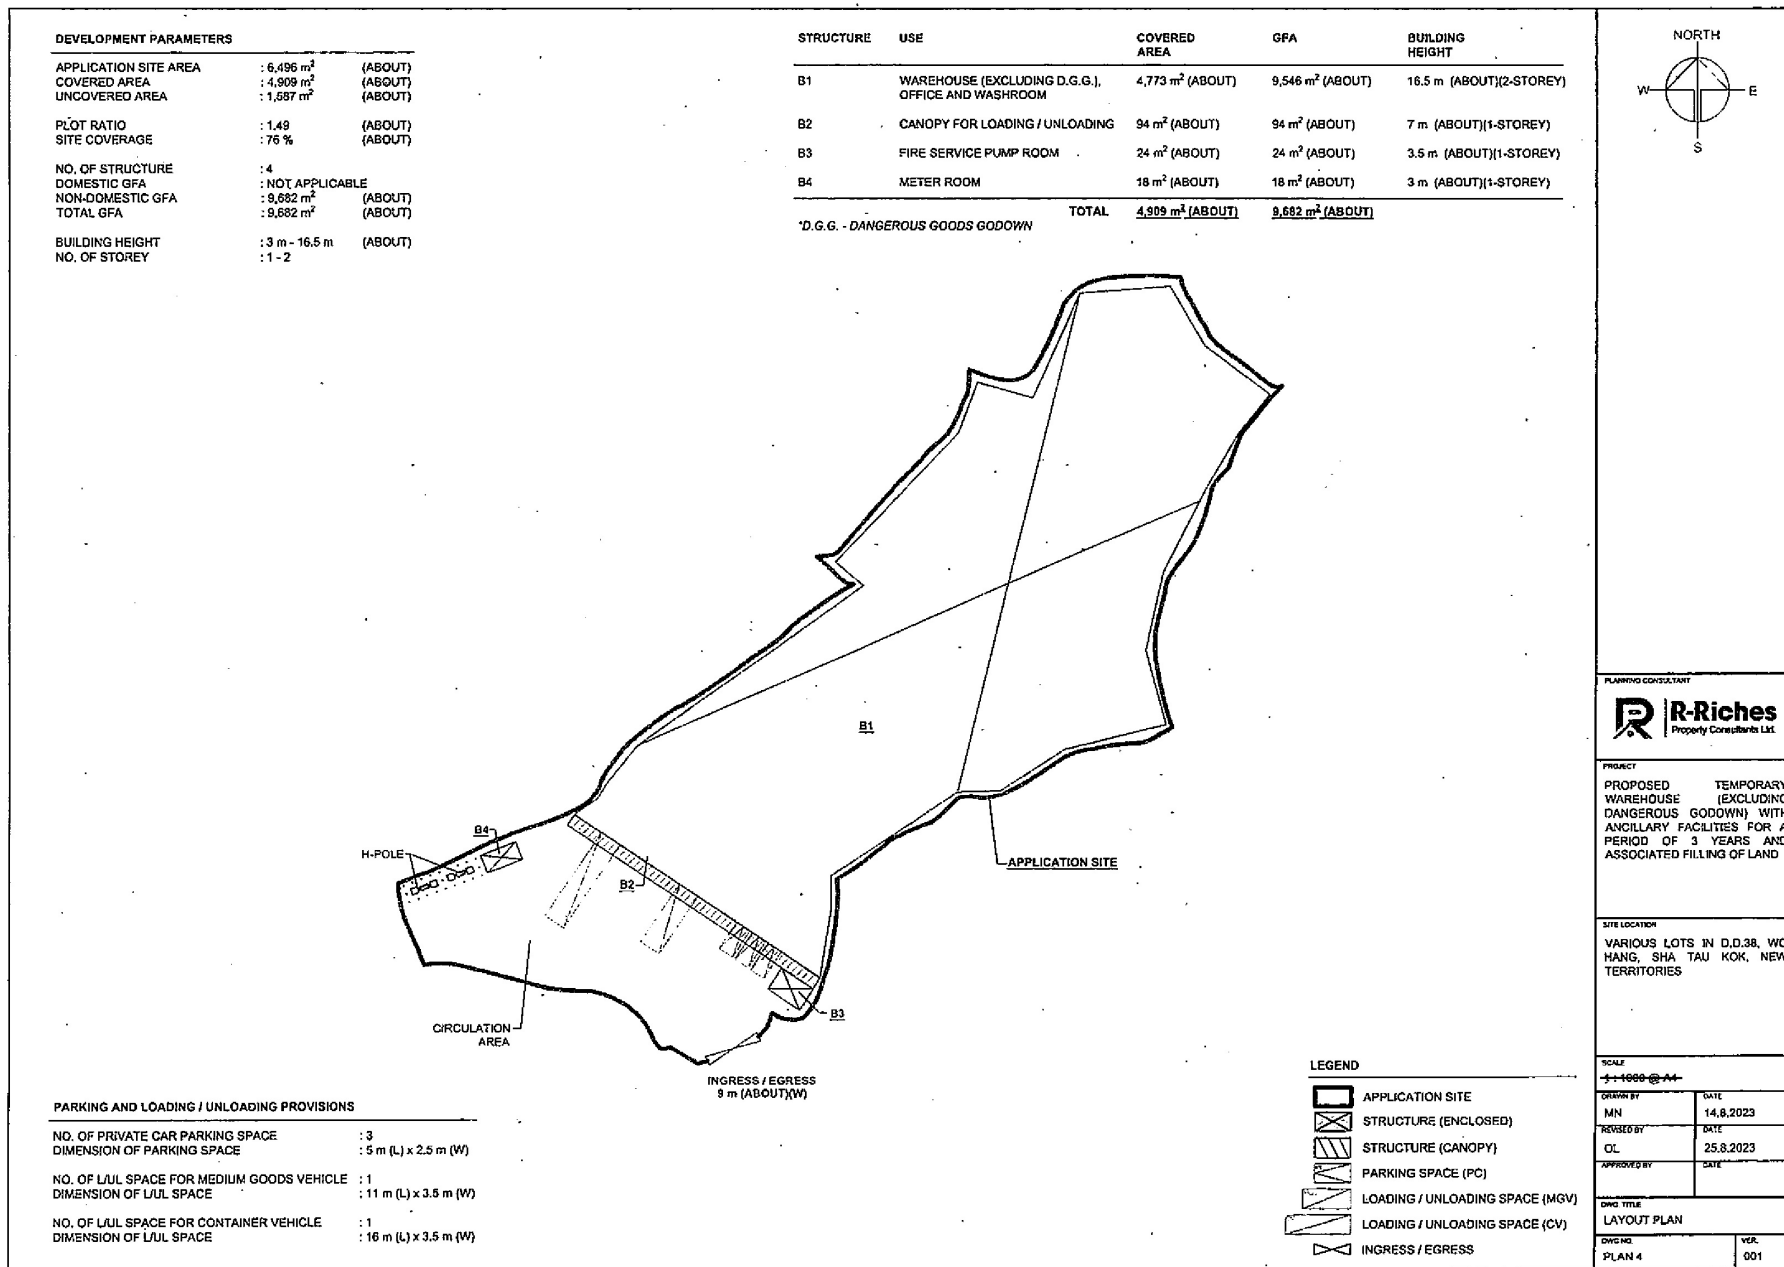 DEVELOPMENT PARAMETERS
APPLICATION SITE AREA : 6,496 m² (ABOUT)
COVERED AREA : 4,909 m² (ABOUT)
UNCOVERED AREA : 1,587 m² (ABOUT)
PLOT RATIO : 1.49 (ABOUT)
SITE COVERAGE : 76 % (ABOUT)
NO. OF STRUCTURE : 4
DOMESTIC GFA : NOT APPLICABLE
NON-DOMESTIC GFA : 9,682 m² (ABOUT)
TOTAL GFA : 9,682 m² (ABOUT)
BUILDING HEIGHT : 3 m - 16.5 m (ABOUT)
NO. OF STOREY : 1 - 2
STRUCTURE USE COVERED AREA GFA BUILDING HEIGHT
B1 WAREHOUSE (EXCLUDING D.G.G.), 4,773 m² (ABOUT) 9,546 m² (ABOUT) 16.5 m (ABOUT)(2-STOREY)
OFFICE AND WASHROOM
B2 CANOPY FOR LOADING / UNLOADING 94 m² (ABOUT) 94 m² (ABOUT) 7 m (ABOUT)(1-STOREY)
B3 FIRE SERVICE PUMP ROOM 24 m² (ABOUT) 24 m² (ABOUT) 3.5 m (ABOUT)(1-STOREY)
B4 METER ROOM 18 m² (ABOUT) 18 m² (ABOUT) 3 m (ABOUT)(1-STOREY)
TOTAL 4,909 m² (ABOUT) 9,682 m² (ABOUT)
*D.G.G. - DANGEROUS GOODS GODOWN
NORTH
W E
S
B1
B4
H-POLE
B2
APPLICATION SITE
B3
CIRCULATION
AREA
INGRESS / EGRESS
9 m (ABOUT)(W)
PARKING AND LOADING / UNLOADING PROVISIONS
NO. OF PRIVATE CAR PARKING SPACE : 3
DIMENSION OF PARKING SPACE : 5 m (L) x 2.5 m (W)
NO. OF L/UL SPACE FOR MEDIUM GOODS VEHICLE : 1
DIMENSION OF L/UL SPACE : 11 m (L) x 3.5 m (W)
NO. OF L/UL SPACE FOR CONTAINER VEHICLE : 1
DIMENSION OF L/UL SPACE : 16 m (L) x 3.5 m (W)
LEGEND
APPLICATION SITE
STRUCTURE (ENCLOSED)
STRUCTURE (CANOPY)
PARKING SPACE (PC)
LOADING / UNLOADING SPACE (MGV)
LOADING / UNLOADING SPACE (CV)
INGRESS / EGRESS
PLANNING CONSULTANT
R-Riches
Property Consultants Ltd.
PROJECT
PROPOSED TEMPORARY
WAREHOUSE (EXCLUDING
DANGEROUS GODOWN) WITH
ANCILLARY FACILITIES FOR A
PERIOD OF 3 YEARS AND
ASSOCIATED FILLING OF LAND
SITE LOCATION
VARIOUS LOTS IN D.D.38, WO
HANG, SHA TAU KOK, NEW
TERRITORIES
SCALE
1 : 1000 @ A4
DRAWN BY DATE
MN 14.8.2023
REVISED BY DATE
OL 25.8.2023
APPROVED BY DATE
DWG. TITLE
LAYOUT PLAN
DWG NO. VER.
PLAN 4 001